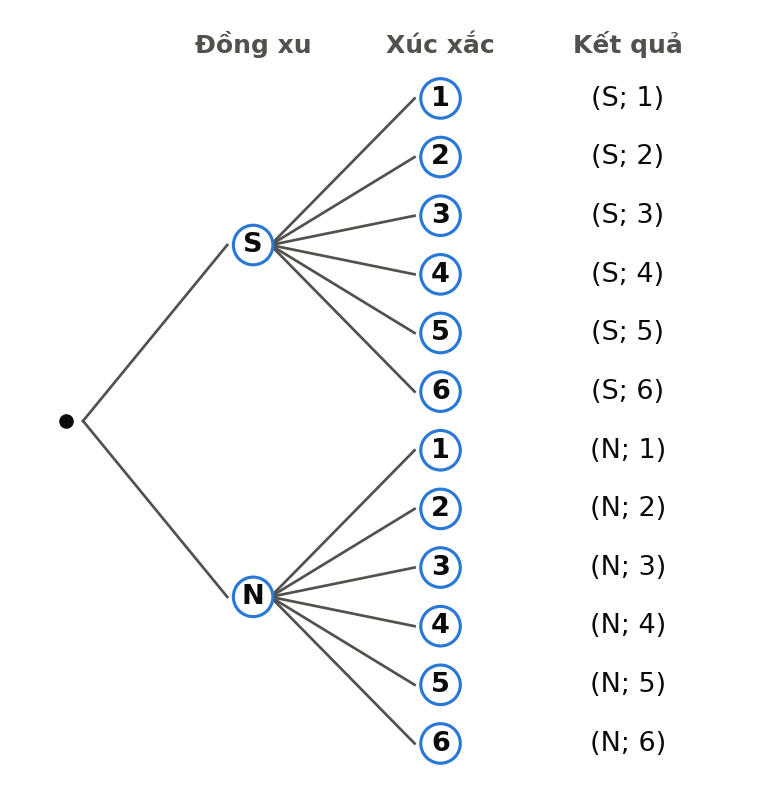 Đồng xu Xúc xắc Kết quả
1 (S; 1)
2 (S; 2)
3 (S; 3)
S
4 (S; 4)
5 (S; 5)
6 (S; 6)
1 (N; 1)
2 (N; 2)
3 (N; 3)
N
4 (N; 4)
5 (N; 5)
6 (N; 6)